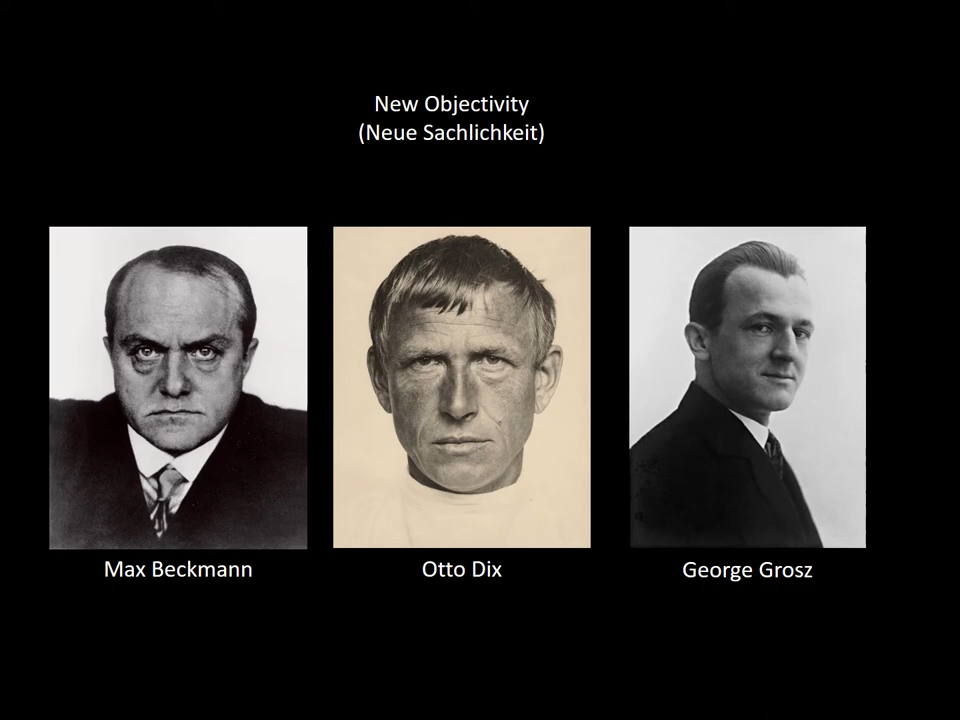 New Objectivity
(Neue Sachlichkeit)
Max Beckmann
Otto Dix
George Grosz